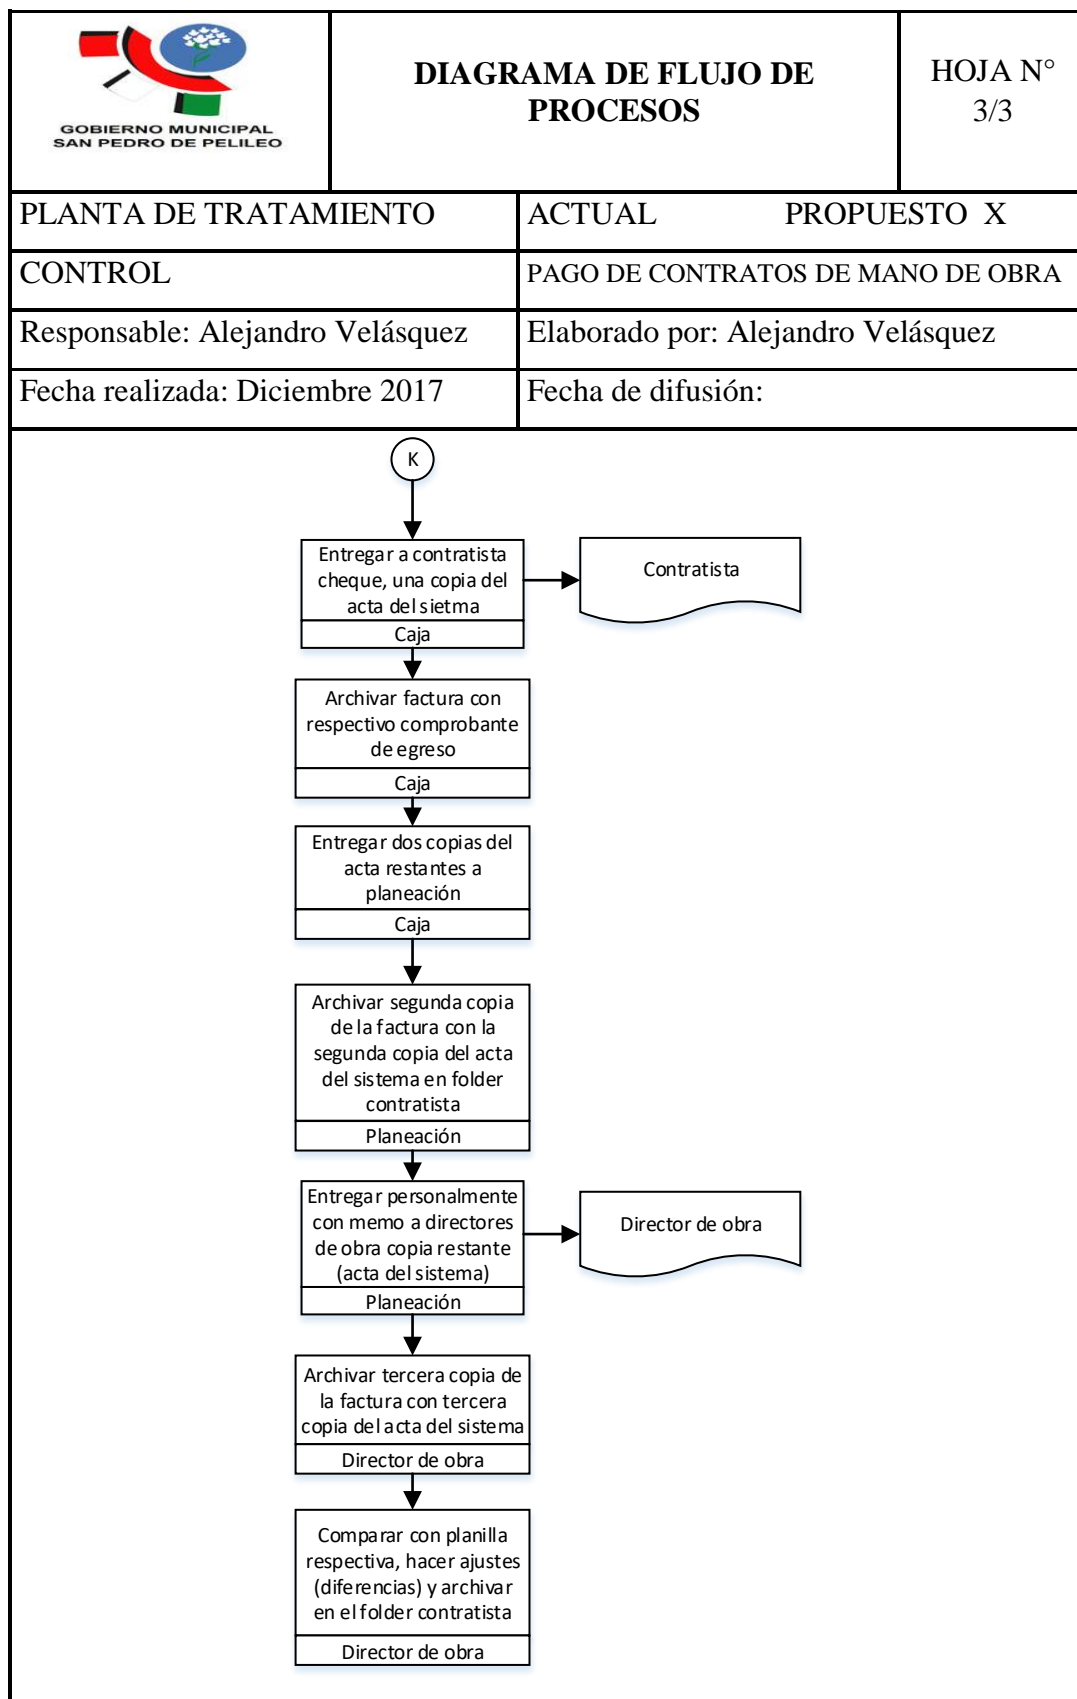 GOBIERNO MUNICIPAL
SAN PEDRO DE PELILEO
DIAGRAMA DE FLUJO DE
PROCESOS
HOJA N°
3/3
PLANTA DE TRATAMIENTO
ACTUAL PROPUESTO X
CONTROL
PAGO DE CONTRATOS DE MANO DE OBRA
Responsable: Alejandro Velásquez
Elaborado por: Alejandro Velásquez
Fecha realizada: Diciembre 2017
Fecha de difusión:
K
Entregar a contratista
cheque, una copia del
acta del sietma
Caja
Contratista
Archivar factura con
respectivo comprobante
de egreso
Caja
Entregar dos copias del
acta restantes a
planeación
Caja
Archivar segunda copia
de la factura con la
segunda copia del acta
del sistema en folder
contratista
Planeación
Entregar personalmente
con memo a directores
de obra copia restante
(acta del sistema)
Planeación
Director de obra
Archivar tercera copia de
la factura con tercera
copia del acta del sistema
Director de obra
Comparar con planilla
respectiva, hacer ajustes
(diferencias) y archivar
en el folder contratista
Director de obra